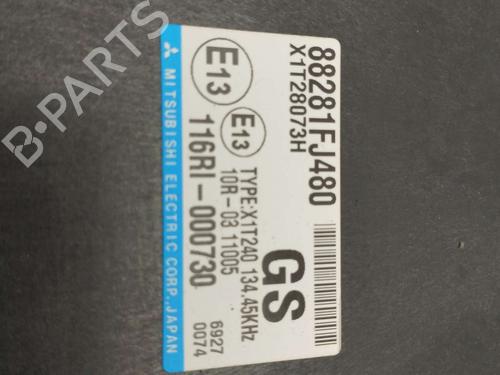 88281FJ480
X1T28073H
GS
E13
E13
TYPE:X1T240 134.45KHz
10R-03 11005
116RI-000730
6927
0074
MITSUBISHI ELECTRIC CORP.,JAPAN
B-PARTS